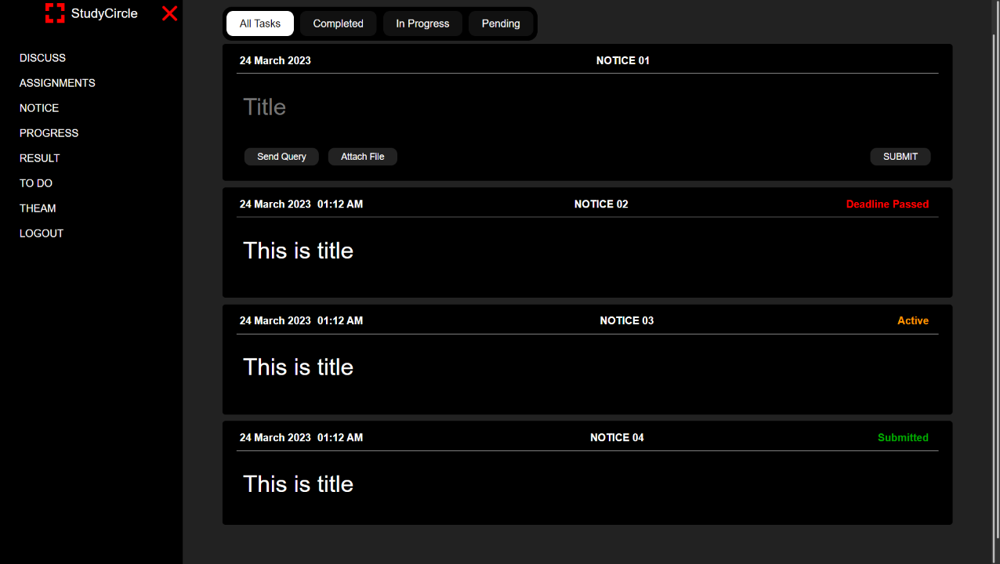 StudyCircle
DISCUSS
ASSIGNMENTS
NOTICE
PROGRESS
RESULT
TO DO
THEAM
LOGOUT
All Tasks Completed In Progress Pending
24 March 2023 NOTICE 01
Title
Send Query Attach File SUBMIT
24 March 2023 01:12 AM NOTICE 02 Deadline Passed
This is title
24 March 2023 01:12 AM NOTICE 03 Active
This is title
24 March 2023 01:12 AM NOTICE 04 Submitted
This is title